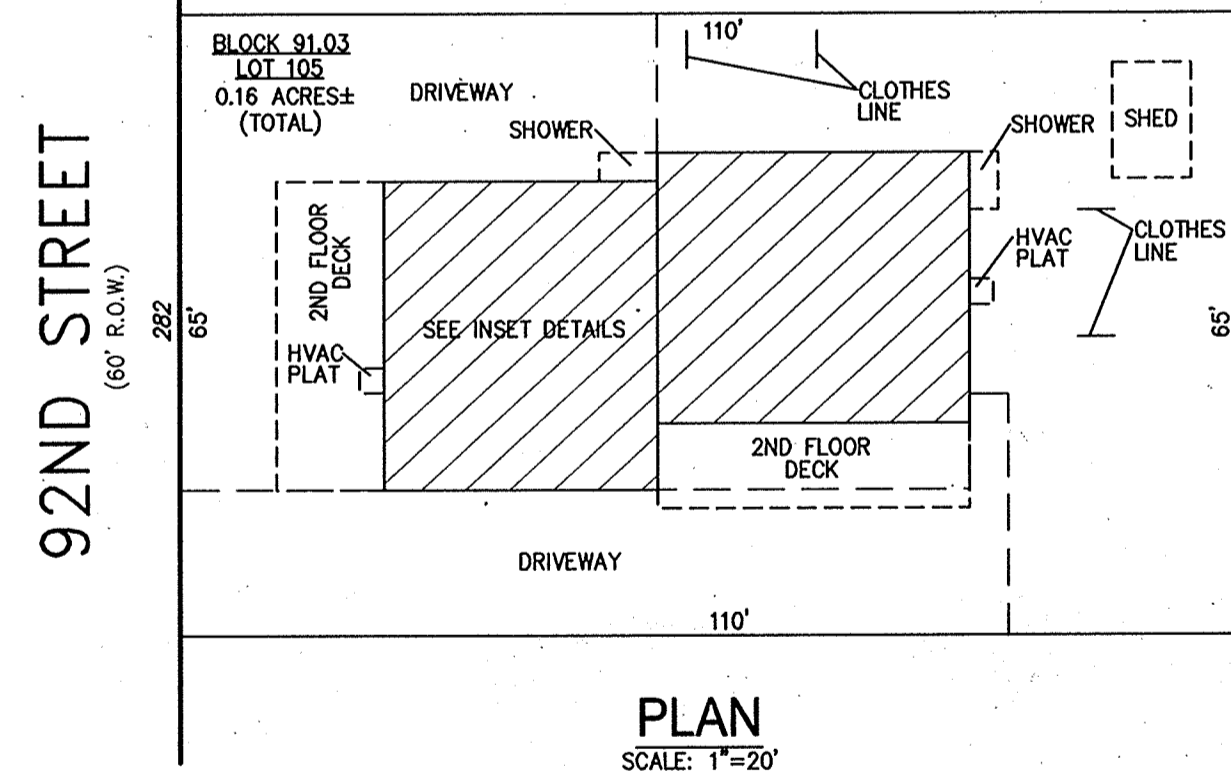 110'
BLOCK 91.03
LOT 105
0.16 ACRES±
(TOTAL)
DRIVEWAY
CLOTHES
LINE
SHOWER
SHOWER
SHED
92ND STREET
(60' R.O.W.)
282
65'
2ND FLOOR
DECK
HVAC
PLAT
SEE INSET DETAILS
HVAC
PLAT
CLOTHES
LINE
65'
2ND FLOOR
DECK
DRIVEWAY
110'
PLAN
SCALE: 1"=20'